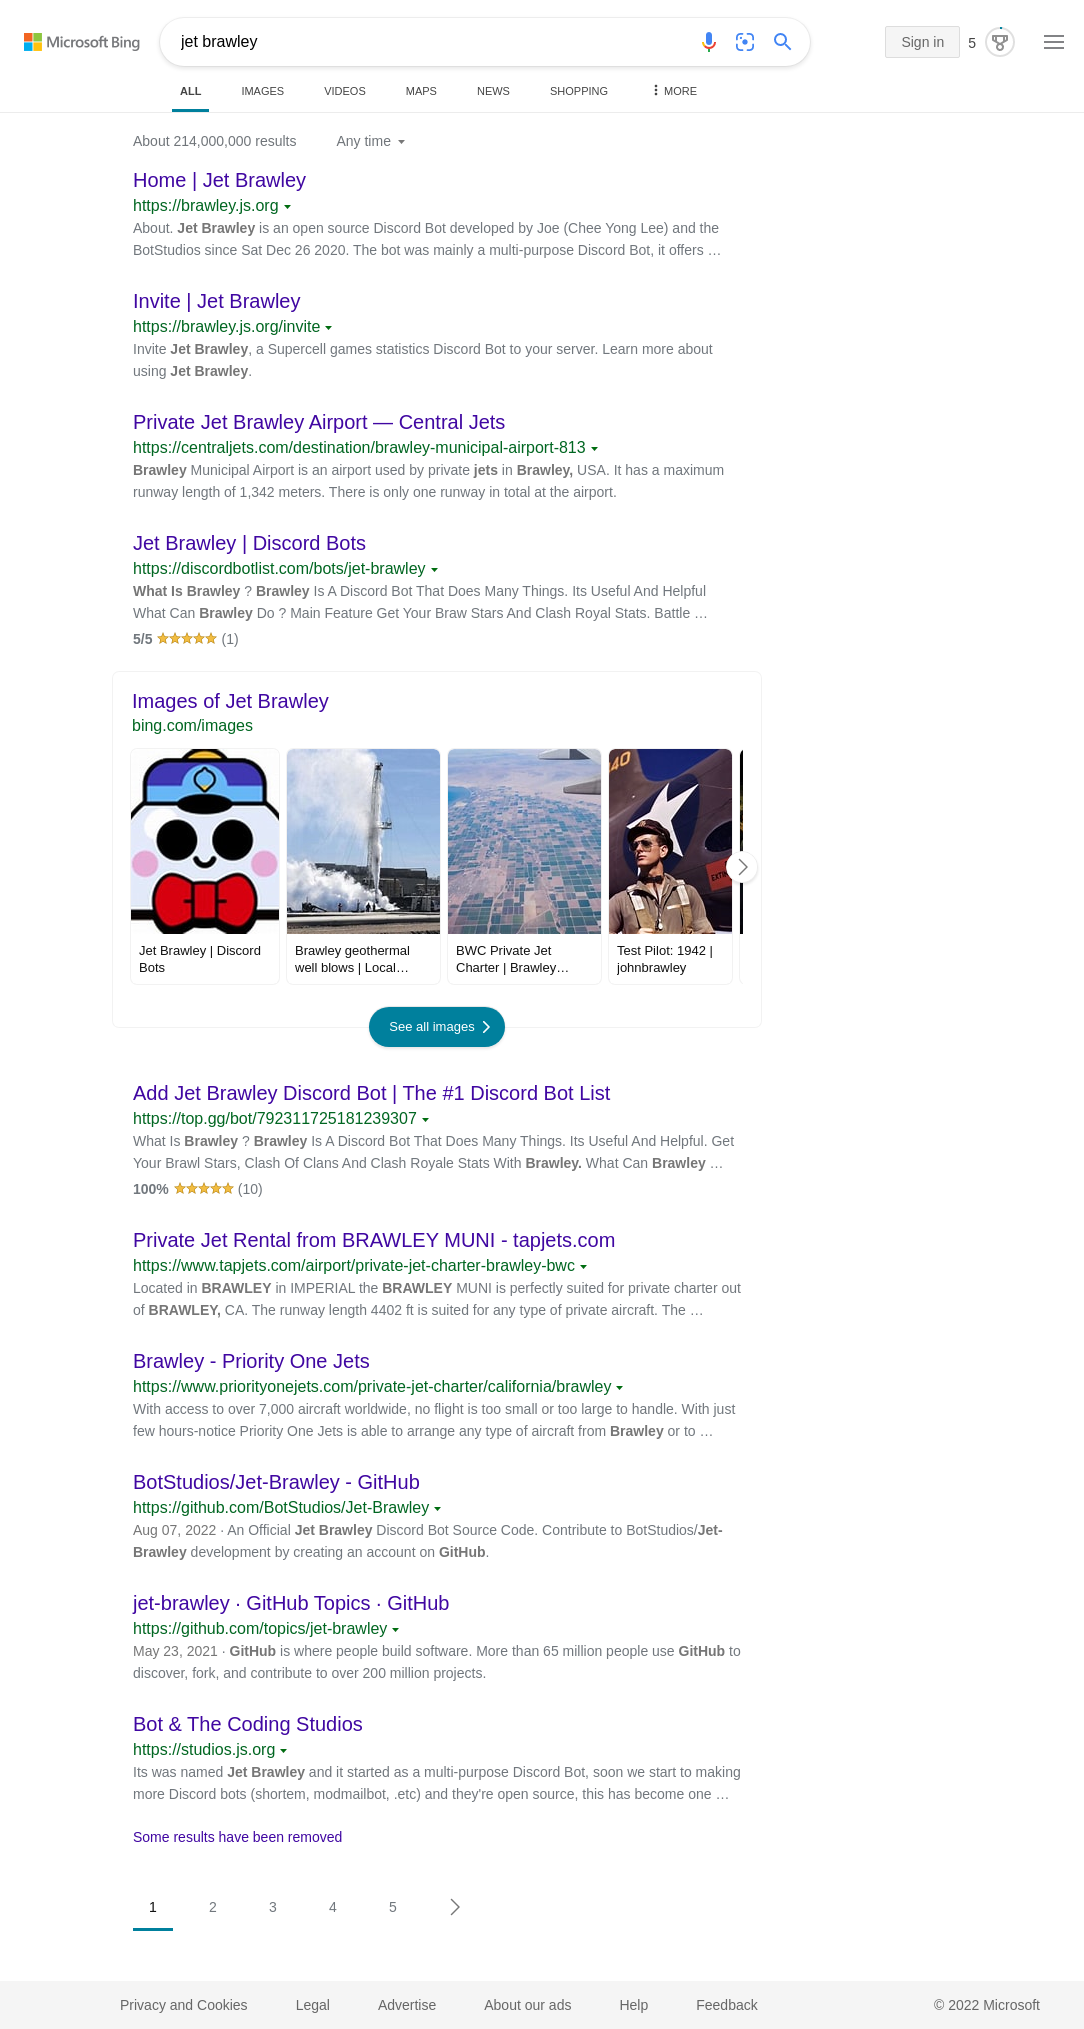 Microsoft Bing
jet brawley
Sign in
5
ALL
IMAGES
VIDEOS
MAPS
NEWS
SHOPPING
MORE
About 214,000,000 results
Any time
Home | Jet Brawley
https://brawley.js.org
About. Jet Brawley is an open source Discord Bot developed by Joe (Chee Yong Lee) and the
BotStudios since Sat Dec 26 2020. The bot was mainly a multi-purpose Discord Bot, it offers …
Invite | Jet Brawley
https://brawley.js.org/invite
Invite Jet Brawley, a Supercell games statistics Discord Bot to your server. Learn more about
using Jet Brawley.
Private Jet Brawley Airport — Central Jets
https://centraljets.com/destination/brawley-municipal-airport-813
Brawley Municipal Airport is an airport used by private jets in Brawley, USA. It has a maximum
runway length of 1,342 meters. There is only one runway in total at the airport.
Jet Brawley | Discord Bots
https://discordbotlist.com/bots/jet-brawley
What Is Brawley ? Brawley Is A Discord Bot That Does Many Things. Its Useful And Helpful
What Can Brawley Do ? Main Feature Get Your Braw Stars And Clash Royal Stats. Battle …
5/5 (1)
Images of Jet Brawley
bing.com/images
40
EXTIN
Jet Brawley | Discord
Bots
Brawley geothermal
well blows | Local…
BWC Private Jet
Charter | Brawley…
Test Pilot: 1942 |
johnbrawley
See all images
Add Jet Brawley Discord Bot | The #1 Discord Bot List
https://top.gg/bot/792311725181239307
What Is Brawley ? Brawley Is A Discord Bot That Does Many Things. Its Useful And Helpful. Get
Your Brawl Stars, Clash Of Clans And Clash Royale Stats With Brawley. What Can Brawley …
100% (10)
Private Jet Rental from BRAWLEY MUNI - tapjets.com
https://www.tapjets.com/airport/private-jet-charter-brawley-bwc
Located in BRAWLEY in IMPERIAL the BRAWLEY MUNI is perfectly suited for private charter out
of BRAWLEY, CA. The runway length 4402 ft is suited for any type of private aircraft. The …
Brawley - Priority One Jets
https://www.priorityonejets.com/private-jet-charter/california/brawley
With access to over 7,000 aircraft worldwide, no flight is too small or too large to handle. With just
few hours-notice Priority One Jets is able to arrange any type of aircraft from Brawley or to …
BotStudios/Jet-Brawley - GitHub
https://github.com/BotStudios/Jet-Brawley
Aug 07, 2022 · An Official Jet Brawley Discord Bot Source Code. Contribute to BotStudios/Jet-
Brawley development by creating an account on GitHub.
jet-brawley · GitHub Topics · GitHub
https://github.com/topics/jet-brawley
May 23, 2021 · GitHub is where people build software. More than 65 million people use GitHub to
discover, fork, and contribute to over 200 million projects.
Bot & The Coding Studios
https://studios.js.org
Its was named Jet Brawley and it started as a multi-purpose Discord Bot, soon we start to making
more Discord bots (shortem, modmailbot, .etc) and they're open source, this has become one …
Some results have been removed
1
2
3
4
5
Privacy and Cookies
Legal
Advertise
About our ads
Help
Feedback
© 2022 Microsoft